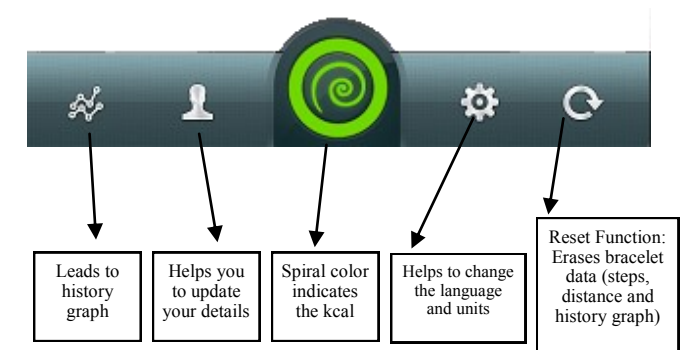 Leads to
history
graph
Helps you
to update
your details
Spiral color
indicates
the kcal
Helps to change
the language
and units
Reset Function:
Erases bracelet
data (steps,
distance and
history graph)